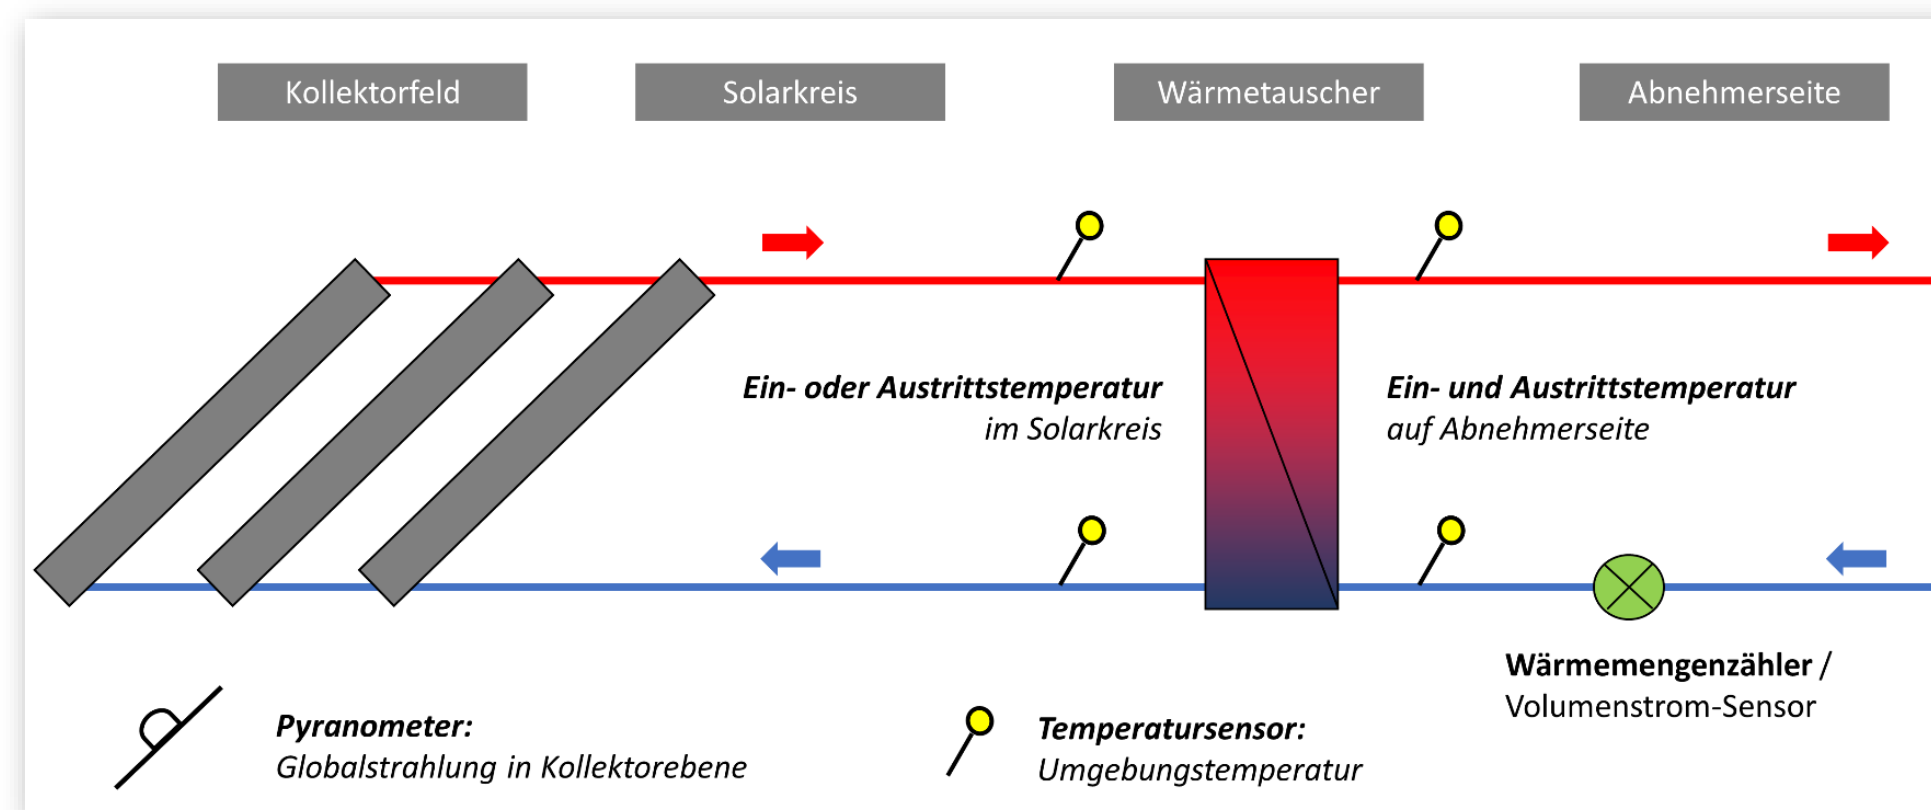 Kollektorfeld
Solarkreis
Wärmetauscher
Abnehmerseite
Ein- oder Austrittstemperatur
im Solarkreis
Ein- und Austrittstemperatur
auf Abnehmerseite
Wärmemengenzähler /
Volumenstrom-Sensor
Pyranometer:
Globalstrahlung in Kollektorebene
Temperatursensor:
Umgebungstemperatur